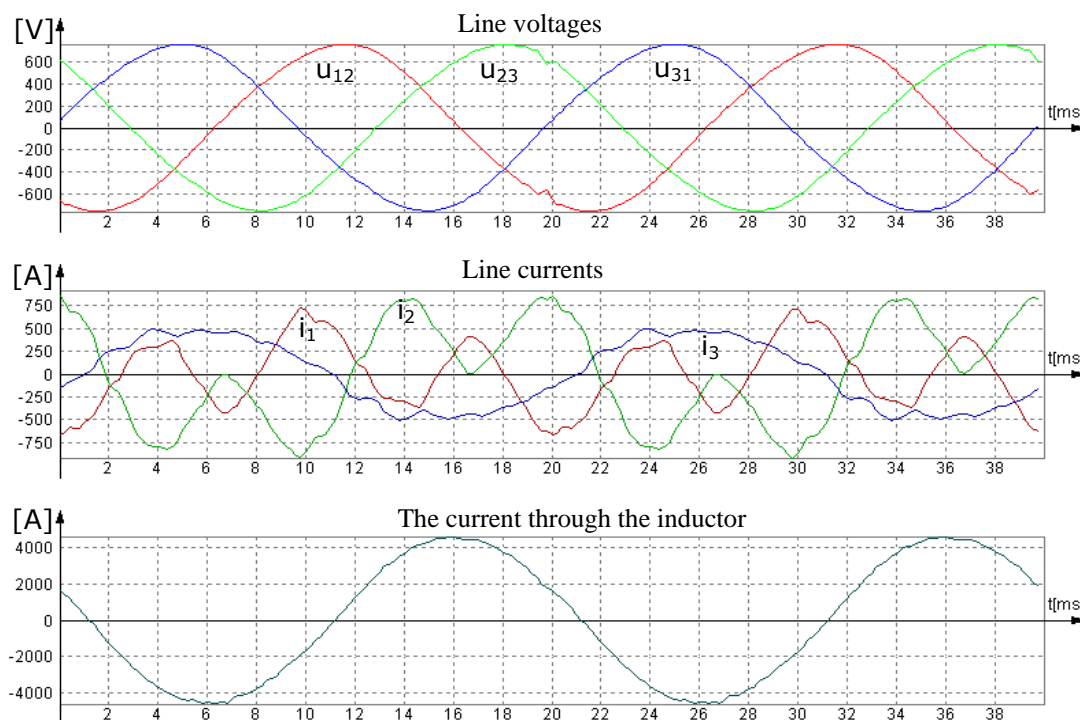 Line voltages
[V]
600
400
200
0
-200
-400
-600
u12
u23
u31
t[ms
2 4 6 8 10 12 14 16 18 20 22 24 26 28 30 32 34 36 38
Line currents
[A]
750
500
250
0
-250
-500
-750
i1
i2
i3
t[ms
2 4 6 8 10 12 14 16 18 20 22 24 26 28 30 32 34 36 38
The current through the inductor
[A]
4000
2000
0
-2000
-4000
t[ms
2 4 6 8 10 12 14 16 18 20 22 24 26 28 30 32 34 36 38